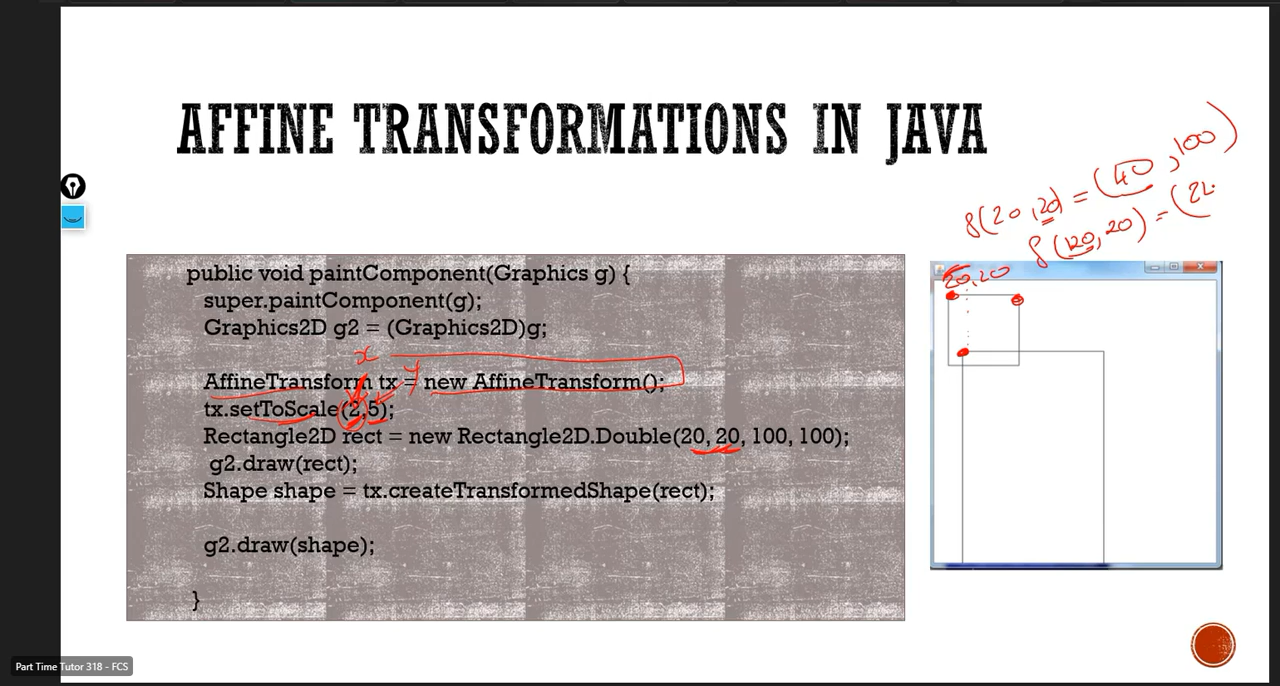 AFFINE TRANSFORMATIONS IN JAVA
(40, 100)
f(20, 20) =
f(120, 20) = (24
public void paintComponent(Graphics g) {
super.paintComponent(g);
Graphics2D g2 = (Graphics2D)g;
x
y
AffineTransform tx = new AffineTransform();
tx.setToScale(2,5);
Rectangle2D rect = new Rectangle2D.Double(20, 20, 100, 100);
g2.draw(rect);
Shape shape = tx.createTransformedShape(rect);
g2.draw(shape);
}
20,20
Part Time Tutor 318 - FCS